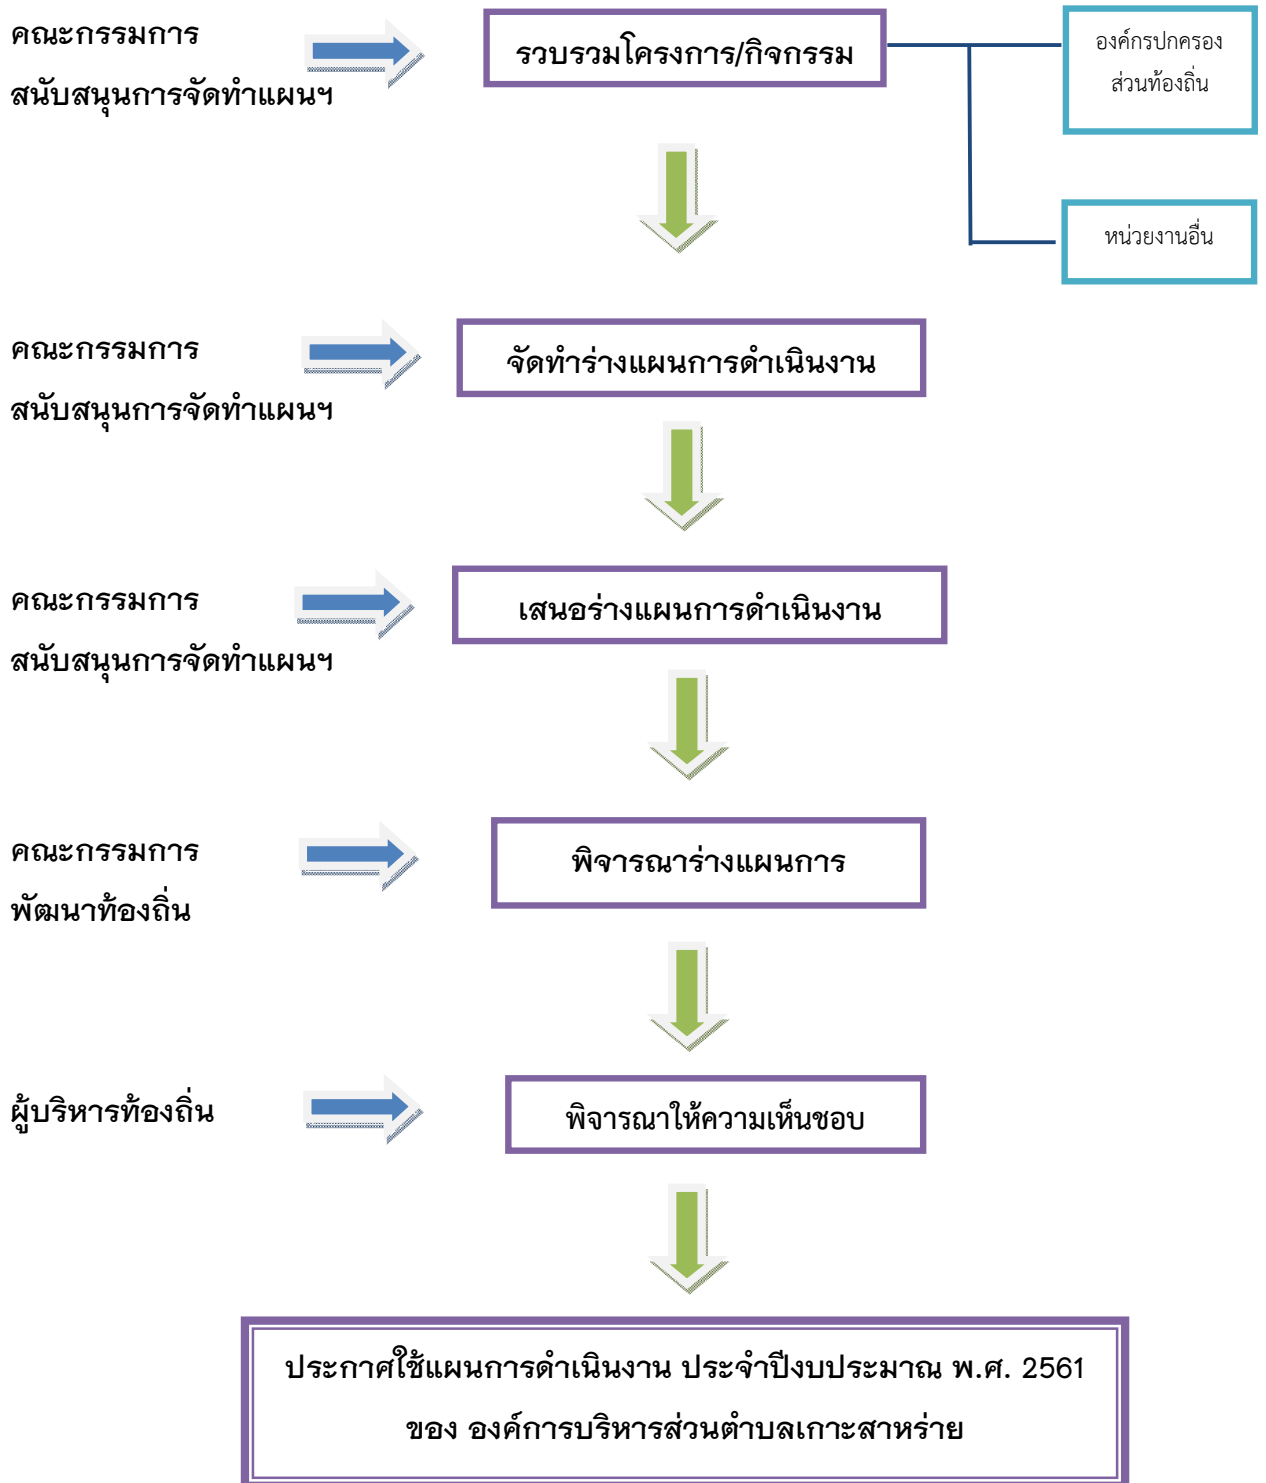 คณะกรรมการ
สนับสนุนการจัดทำแผนฯ
รวบรวมโครงการ/กิจกรรม
องค์กรปกครอง
ส่วนท้องถิ่น
หน่วยงานอื่น
คณะกรรมการ
สนับสนุนการจัดทำแผนฯ
จัดทำร่างแผนการดำเนินงาน
คณะกรรมการ
สนับสนุนการจัดทำแผนฯ
เสนอร่างแผนการดำเนินงาน
คณะกรรมการ
พัฒนาท้องถิ่น
พิจารณาร่างแผนการ
ผู้บริหารท้องถิ่น
พิจารณาให้ความเห็นชอบ
ประกาศใช้แผนการดำเนินงาน ประจำปีงบประมาณ พ.ศ. 2561
ของ องค์การบริหารส่วนตำบลเกาะสาหร่าย